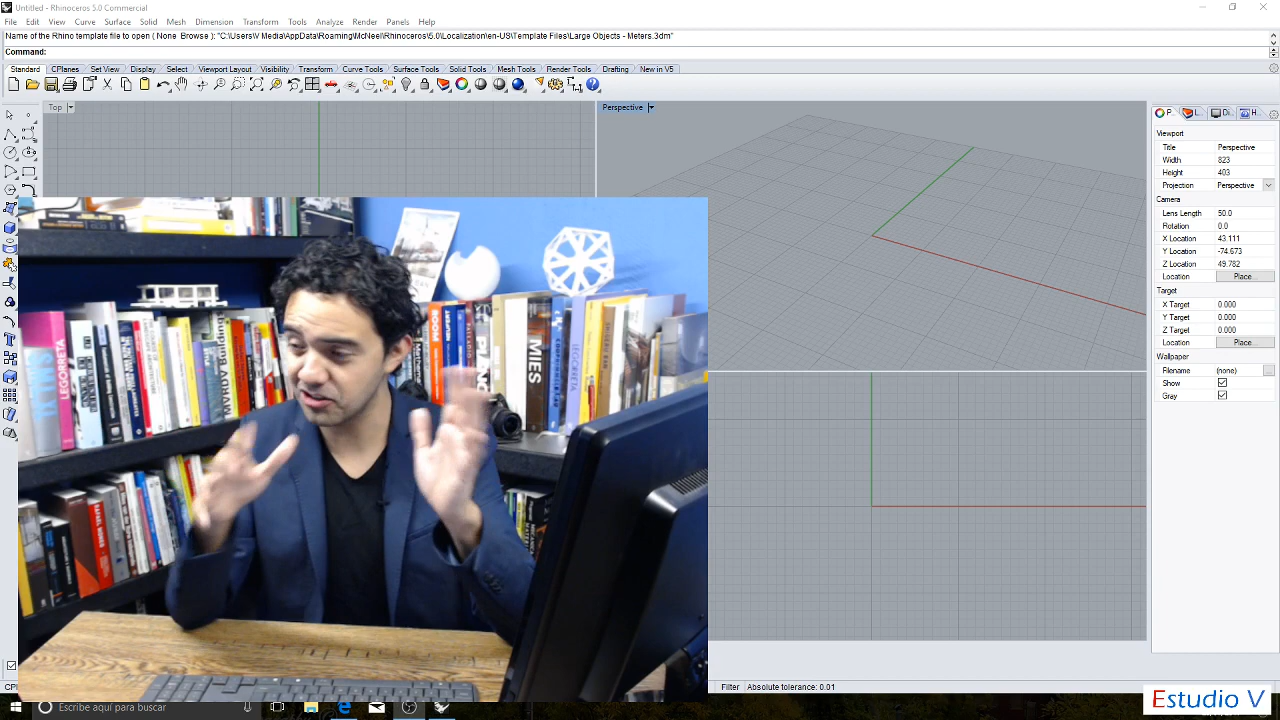 Untitled - Rhinoceros 5.0 Commercial
File Edit View Curve Surface Solid Mesh Dimension Transform Tools Analyze Render Panels Help
Name of the Rhino template file to open ( None Browse ): "C:\Users\V Media\AppData\Roaming\McNeel\Rhinoceros\5.0\Localization\en-US\Template Files\Large Objects - Meters.3dm"
Command:
Standard CPlanes Set View Display Select Viewport Layout Visibility Transform Curve Tools Surface Tools Solid Tools Mesh Tools Render Tools Drafting New in V5
Top
Perspective
P.. L.. Di... H..
Viewport
Title Perspective
Width 823
Height 403
Projection Perspective
Camera
Lens Length 50.0
Rotation 0.0
X Location 43.111
Y Location -74.673
Z Location 49.782
Location Place...
Target
X Target 0.000
Y Target 0.000
Z Target 0.000
Location Place...
Wallpaper
Filename (none) ...
Show
Gray
LEGORRETA
ROOM
MIES
LEGORRETA
Filter Absolute tolerance: 0.01
Estudio V
Escribe aquí para buscar